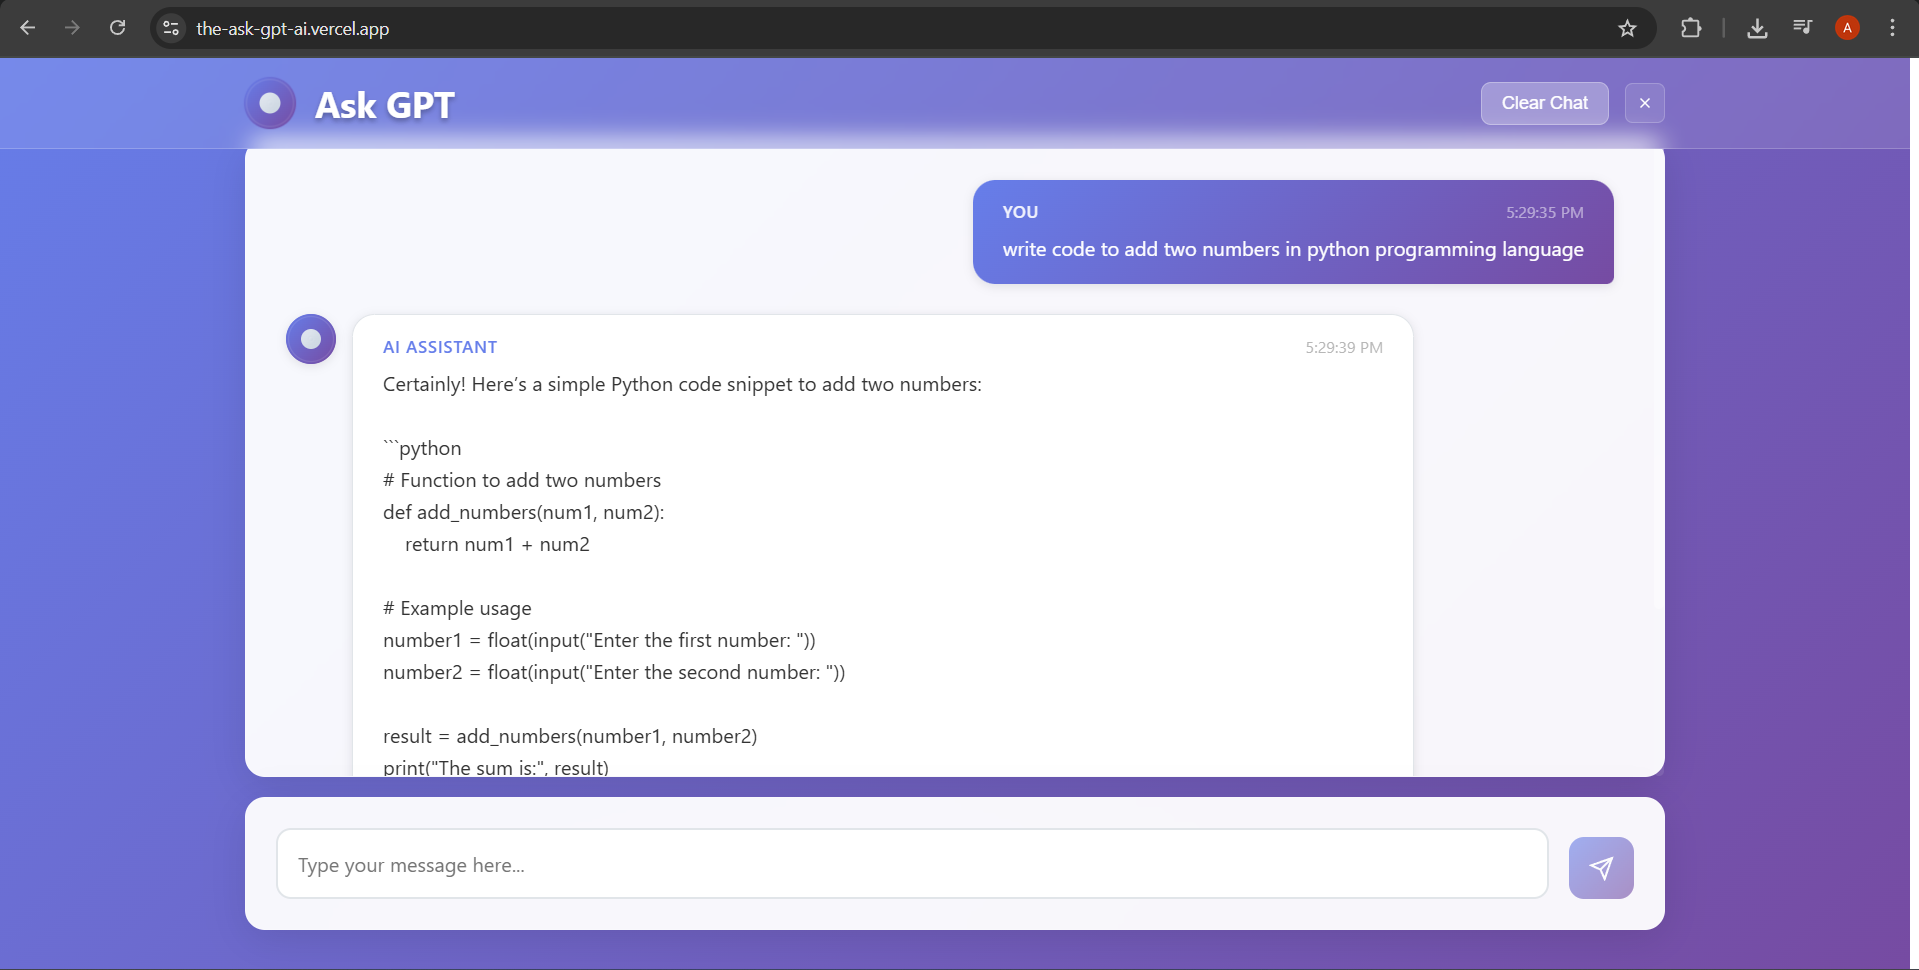 the-ask-gpt-ai.vercel.app
A
Ask GPT
Clear Chat
×
YOU 5:29:35 PM
write code to add two numbers in python programming language
AI ASSISTANT 5:29:39 PM
Certainly! Here’s a simple Python code snippet to add two numbers:
```python
# Function to add two numbers
def add_numbers(num1, num2):
    return num1 + num2
# Example usage
number1 = float(input("Enter the first number: "))
number2 = float(input("Enter the second number: "))
result = add_numbers(number1, number2)
print("The sum is:", result)
Type your message here...